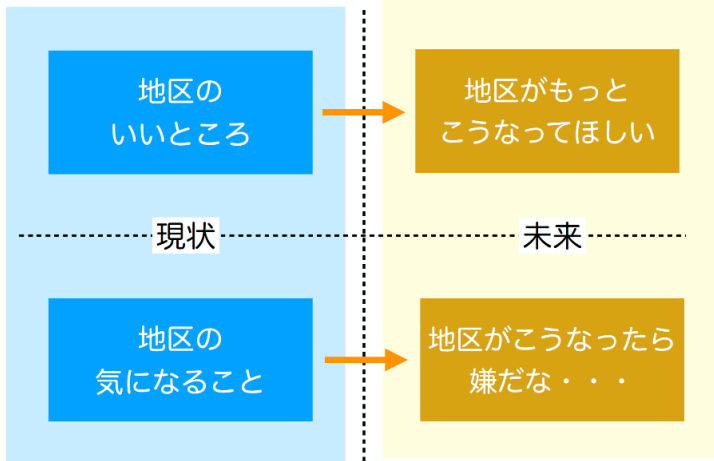 地区の
いいところ
地区がもっと
こうなってほしい
現状
未来
地区の
気になること
地区がこうなったら
嫌だな・・・